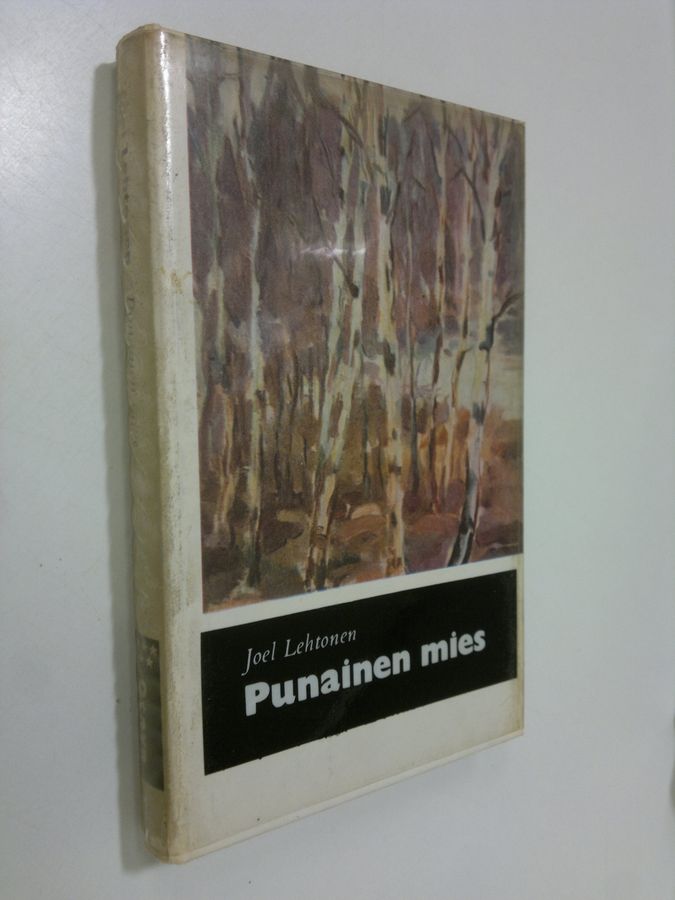 Joel Lehtonen
Punainen mies